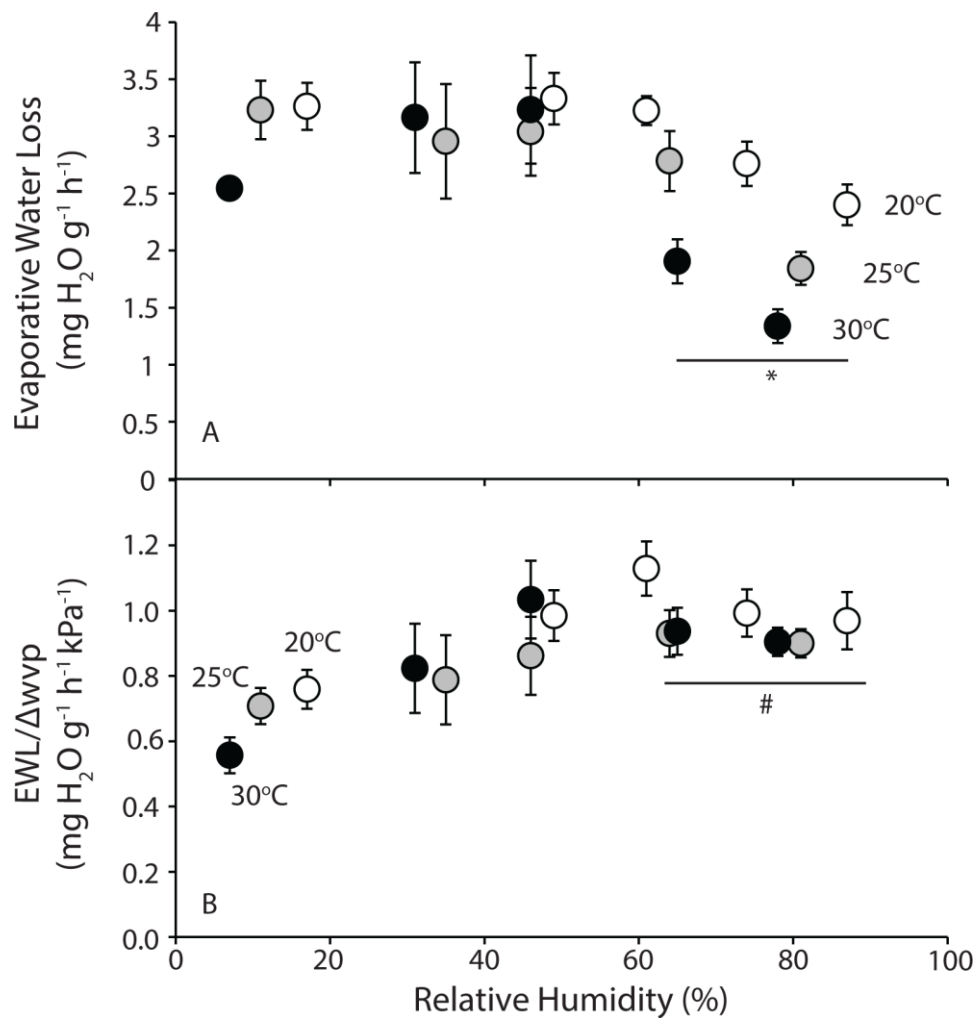 Evaporative Water Loss
(mg H₂O g⁻¹ h⁻¹)
4
3.5
3
2.5
2
1.5
1
0.5
0
20°C
25°C
30°C
*
A
EWL/Δwvp
(mg H₂O g⁻¹ h⁻¹ kPa⁻¹)
1.2
1.0
0.8
0.6
0.4
0.2
0.0
25°C
20°C
30°C
#
B
0 20 40 60 80 100
Relative Humidity (%)